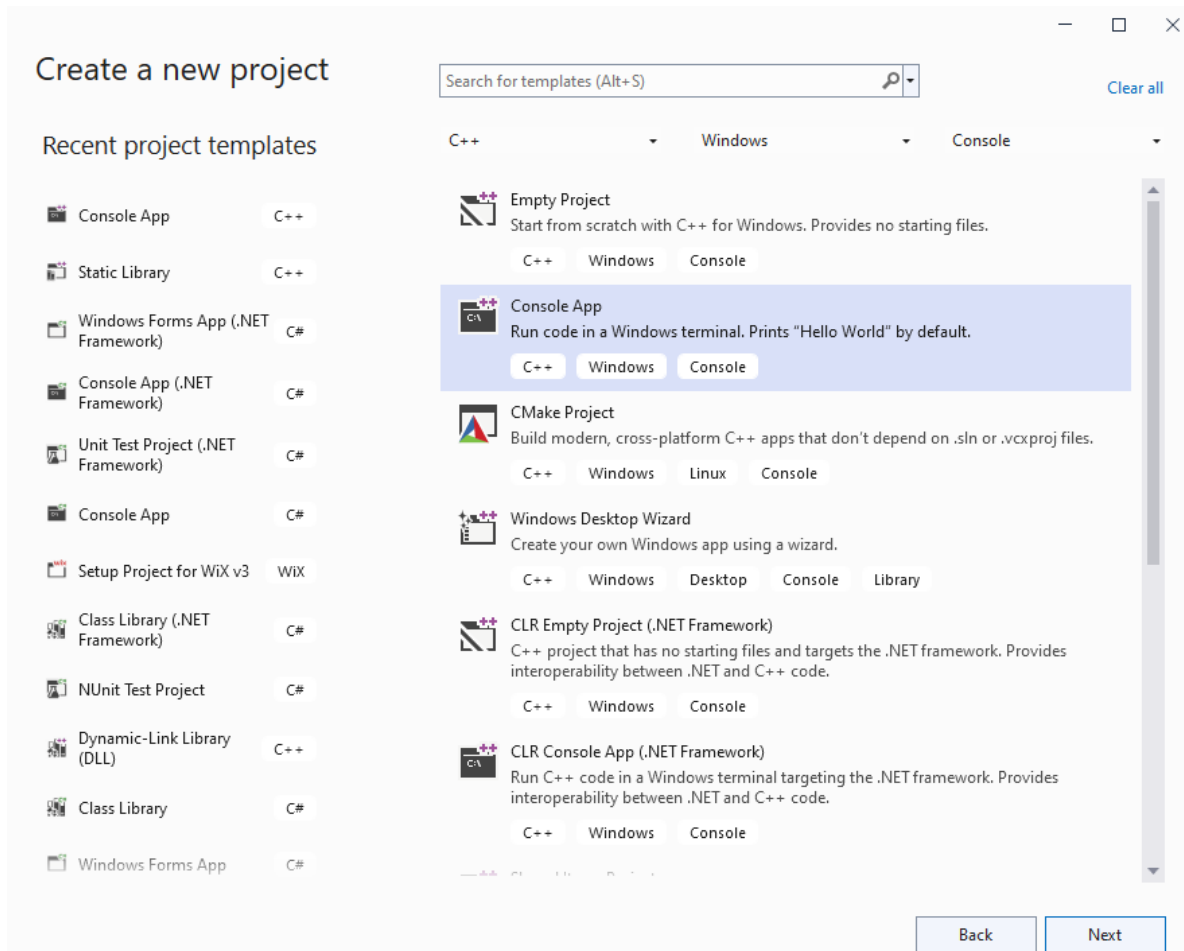 Create a new project
Search for templates (Alt+S)
Clear all
Recent project templates
Console App C++
Static Library C++
Windows Forms App (.NET
Framework) C#
Console App (.NET
Framework) C#
Unit Test Project (.NET
Framework) C#
Console App C#
Setup Project for WiX v3 WiX
Class Library (.NET
Framework) C#
NUnit Test Project C#
Dynamic-Link Library
(DLL) C++
Class Library C#
Windows Forms App C#
C++ Windows Console
Empty Project
Start from scratch with C++ for Windows. Provides no starting files.
C++ Windows Console
Console App
Run code in a Windows terminal. Prints "Hello World" by default.
C++ Windows Console
CMake Project
Build modern, cross-platform C++ apps that don't depend on .sln or .vcxproj files.
C++ Windows Linux Console
Windows Desktop Wizard
Create your own Windows app using a wizard.
C++ Windows Desktop Console Library
CLR Empty Project (.NET Framework)
C++ project that has no starting files and targets the .NET framework. Provides
interoperability between .NET and C++ code.
C++ Windows Console
CLR Console App (.NET Framework)
Run C++ code in a Windows terminal targeting the .NET framework. Provides
interoperability between .NET and C++ code.
C++ Windows Console
Back
Next